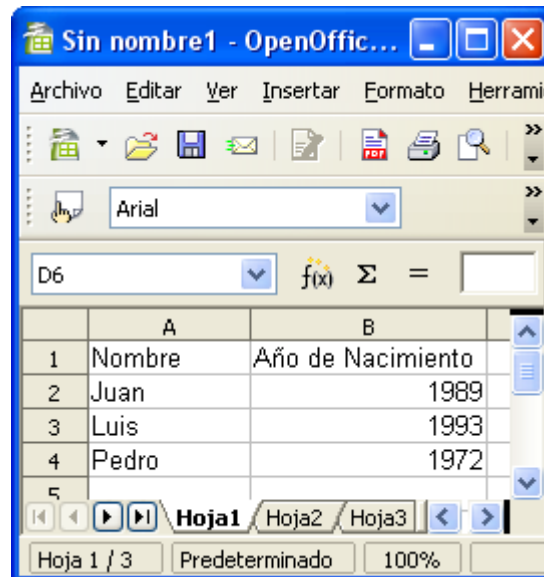 Sin nombre1 - OpenOffic...
Archivo Editar Ver Insertar Formato Herrami
PDF
Arial
D6 f(x) Σ =
A B
1 Nombre Año de Nacimiento
2 Juan 1989
3 Luis 1993
4 Pedro 1972
5
Hoja1 Hoja2 Hoja3
Hoja 1 / 3 Predeterminado 100%